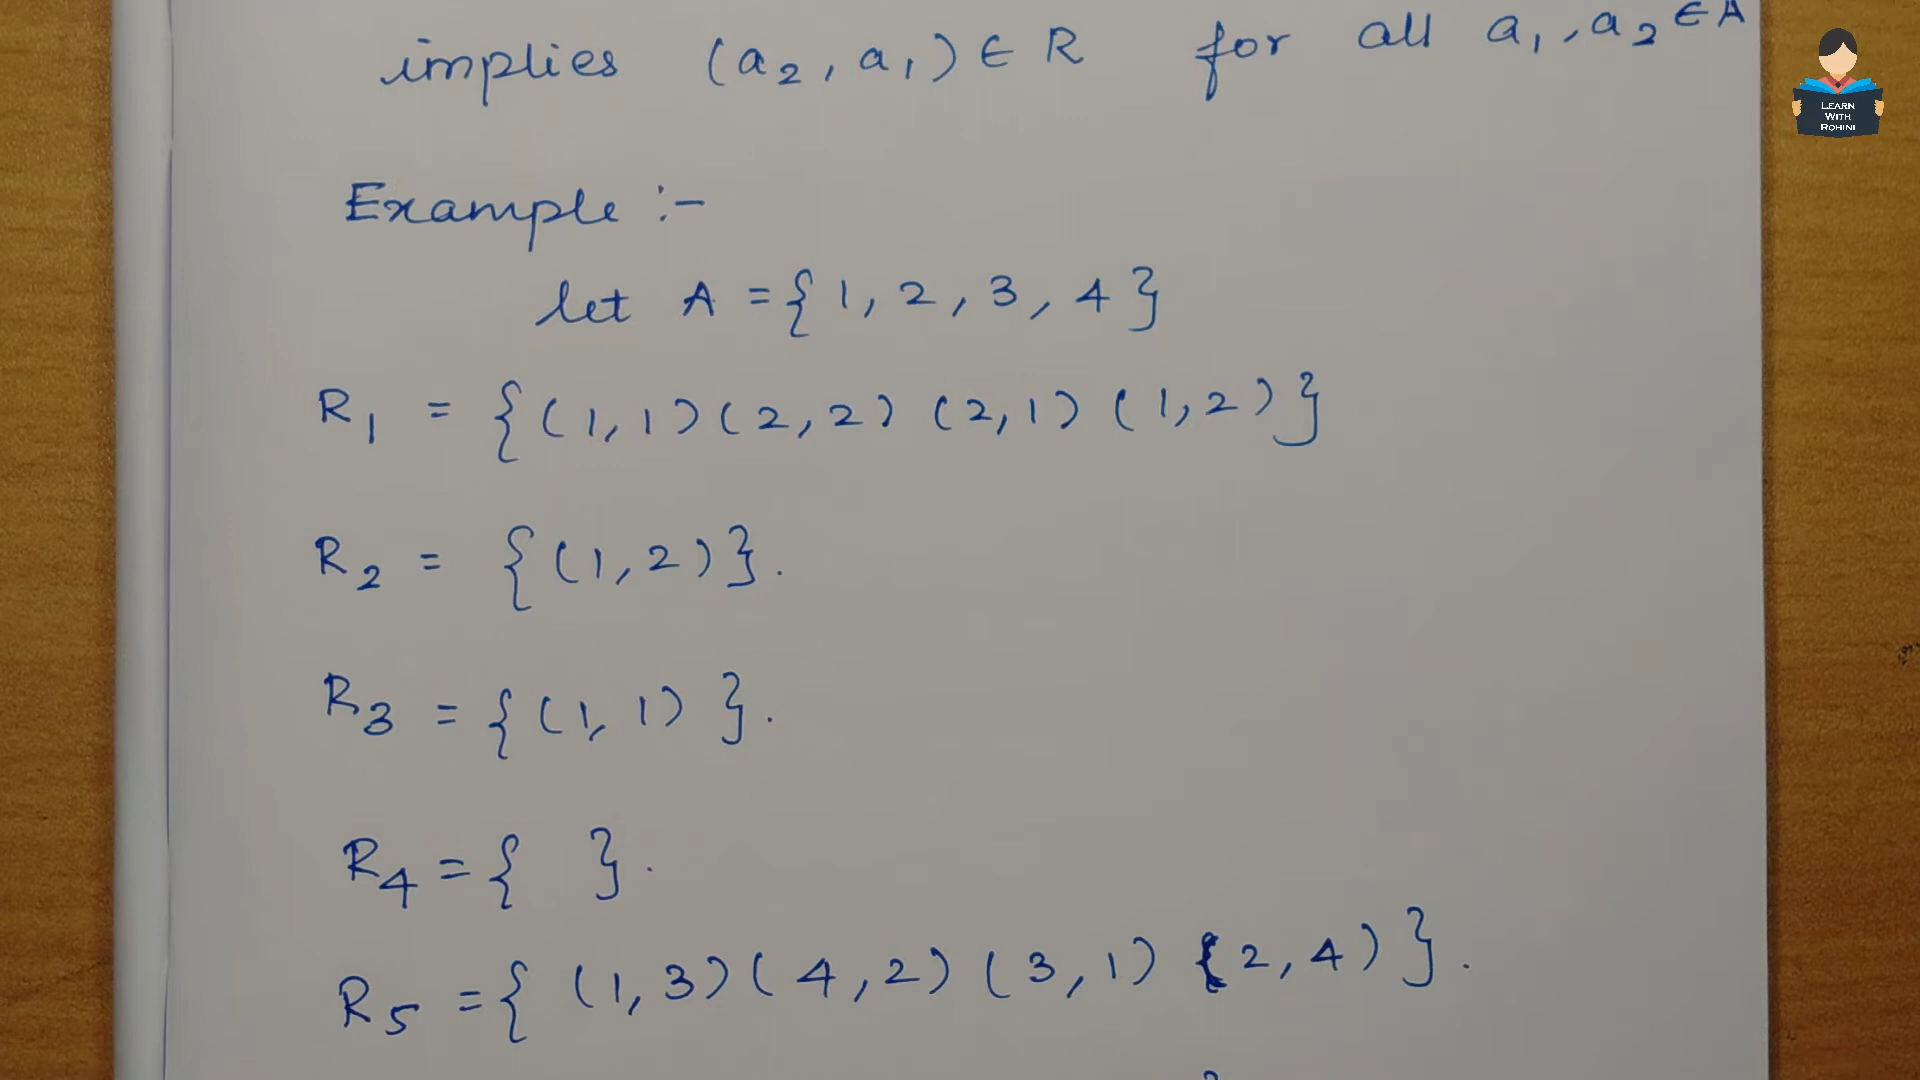 implies (a₂, a₁) ∈ R for all a₁, a₂ ∈ A
LEARN
WITH
ROHINI
Example :-
let A = {1, 2, 3, 4}
R₁ = {(1,1)(2,2) (2,1) (1,2)}
R₂ = {(1,2)}.
R₃ = {(1,1)}.
R₄ = { }.
R₅ = {(1,3)(4,2)(3,1)(2,4)}.